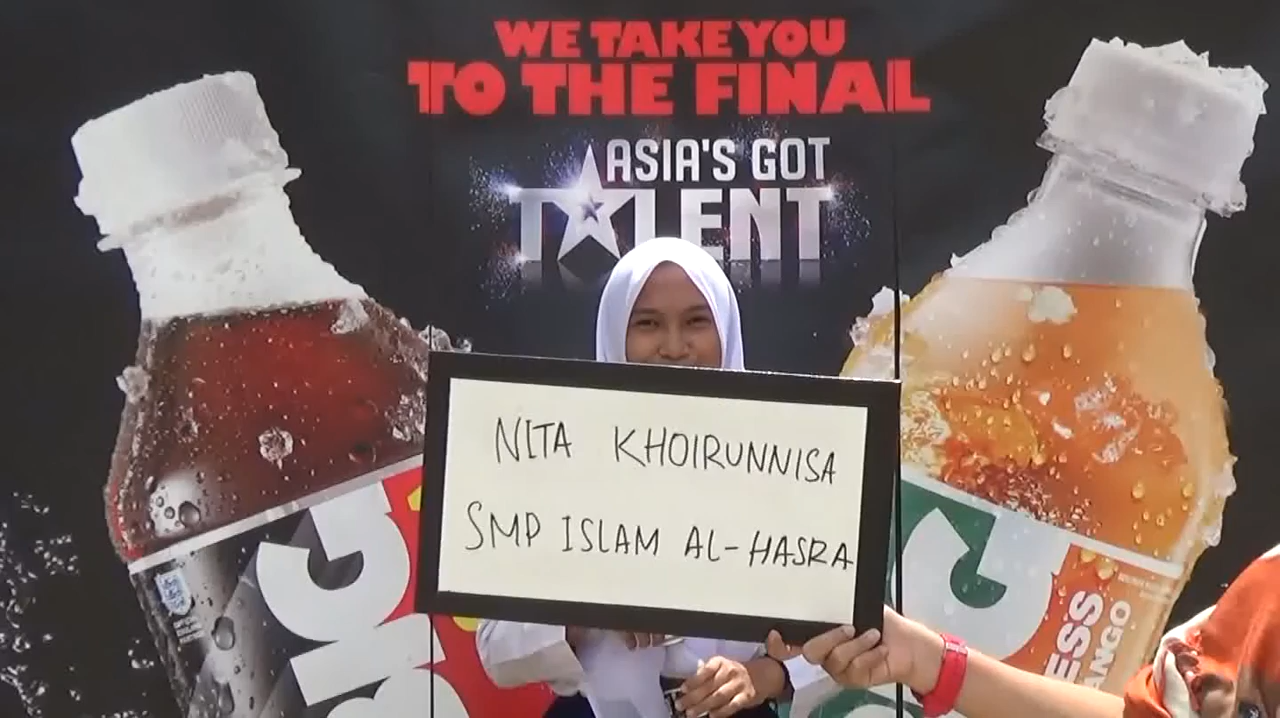 WE TAKE YOU
TO THE FINAL
ASIA'S GOT
TALENT
NITA KHOIRUNNISA
SMP ISLAM AL-HASRA